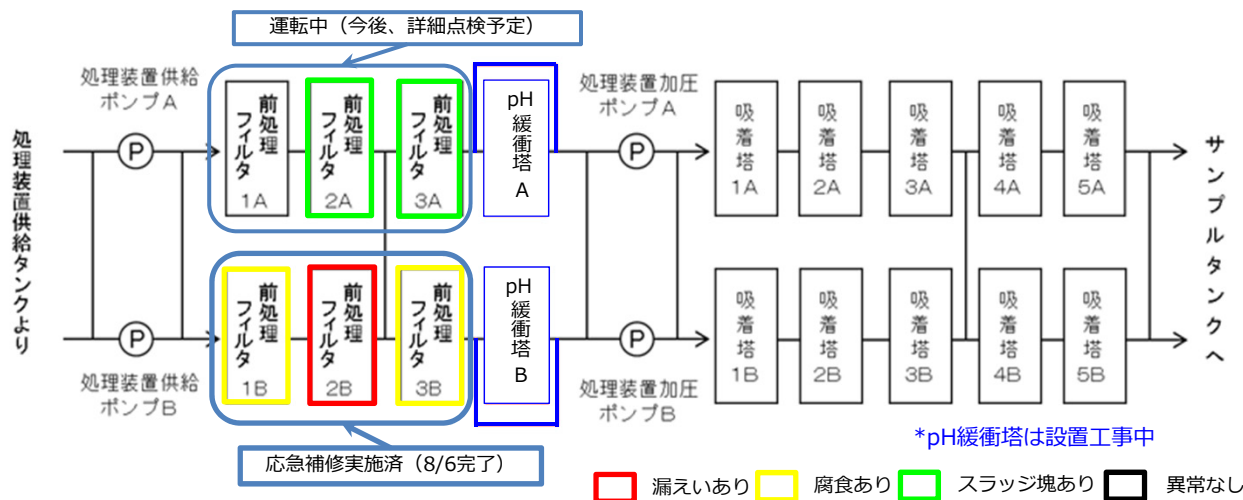 運転中（今後、詳細点検予定）
処理装置供給
ポンプA
処理装置加圧
ポンプA
処理装置供給タンクより
P
前処理
フィルタ
1A
前処理
フィルタ
2A
前処理
フィルタ
3A
pH
緩衝塔
A
P
吸着塔
1A
吸着塔
2A
吸着塔
3A
吸着塔
4A
吸着塔
5A
サンプルタンクへ
P
前処理
フィルタ
1B
前処理
フィルタ
2B
前処理
フィルタ
3B
pH
緩衝塔
B
P
吸着塔
1B
吸着塔
2B
吸着塔
3B
吸着塔
4B
吸着塔
5B
処理装置供給
ポンプB
処理装置加圧
ポンプB
*pH緩衝塔は設置工事中
応急補修実施済（8/6完了）
漏えいあり
腐食あり
スラッジ塊あり
異常なし